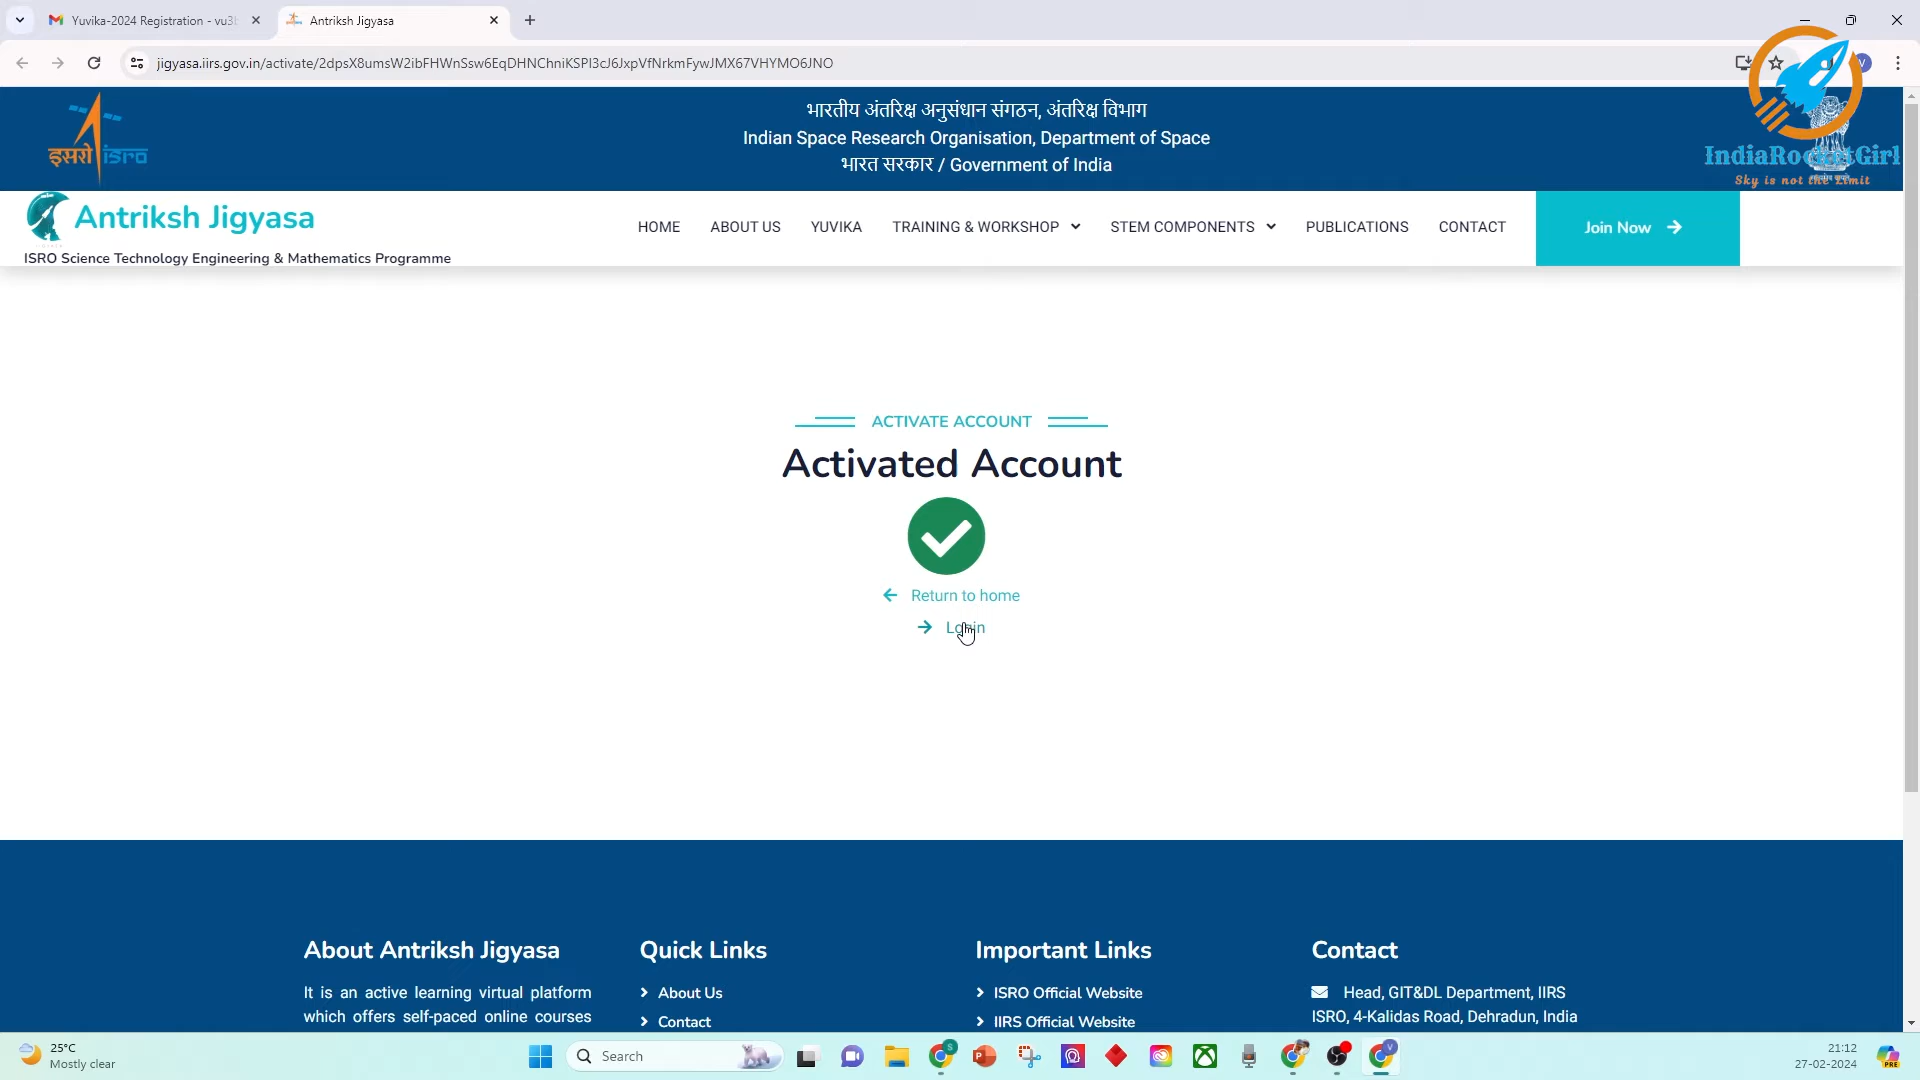 Yuvika-2024 Registration - vu3b
Antriksh Jigyasa
jigyasa.iirs.gov.in/activate/2dpsX8umsW2ibFHWnSsw6EqDHNChniKSPI3cJ6JxpVfNrkmFywJMX67VHYMO6JNO
V
इसरो isro
भारतीय अंतरिक्ष अनुसंधान संगठन, अंतरिक्ष विभाग
Indian Space Research Organisation, Department of Space
भारत सरकार / Government of India
IndiaRocketGirl
Sky is not the Limit
Antriksh Jigyasa
ISRO Science Technology Engineering & Mathematics Programme
HOME
ABOUT US
YUVIKA
TRAINING & WORKSHOP
STEM COMPONENTS
PUBLICATIONS
CONTACT
Join Now
ACTIVATE ACCOUNT
Activated Account
Return to home
Login
About Antriksh Jigyasa
It is an active learning virtual platform
which offers self-paced online courses
Quick Links
About Us
Contact
Important Links
ISRO Official Website
IIRS Official Website
Contact
Head, GIT&DL Department, IIRS
ISRO, 4-Kalidas Road, Dehradun, India
25°C
Mostly clear
Search
S
V
21:12
27-02-2024
PRE